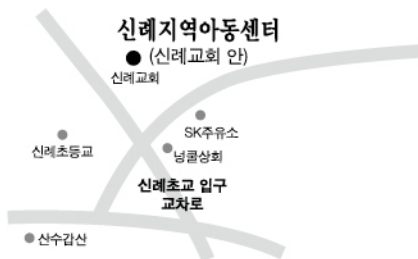 신례지역아동센터
(신례교회 안)
신례교회
SK주유소
신례초등교
넝쿨상회
신례초교 입구
교차로
산수갑산